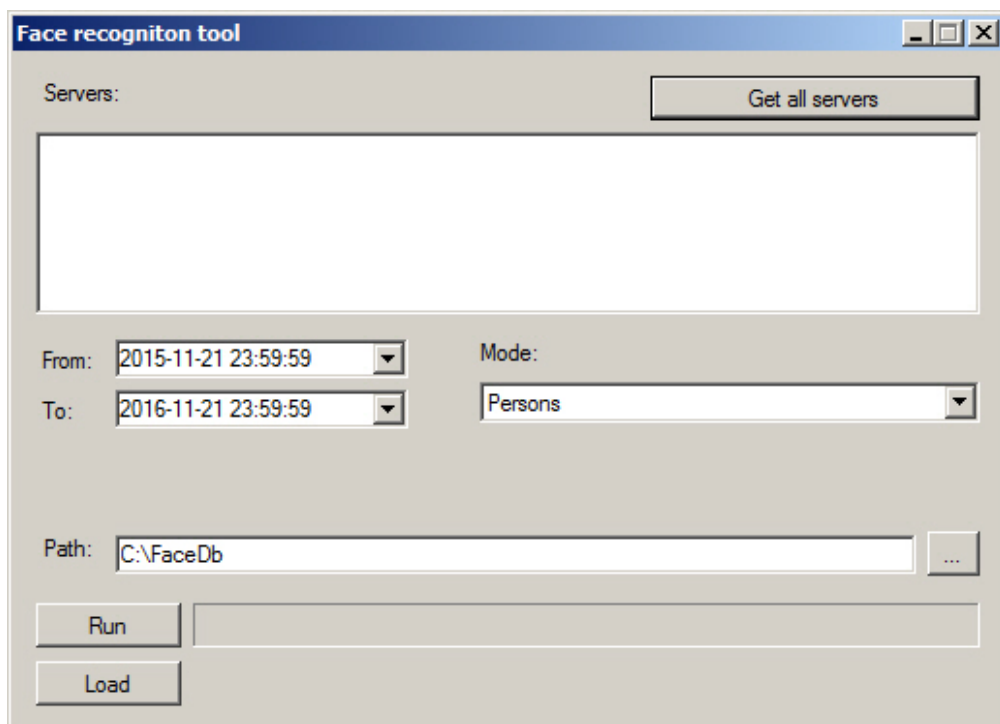 Face recogniton tool
Servers:
Get all servers
From: 2015-11-21 23:59:59
Mode:
To: 2016-11-21 23:59:59
Persons
Path: C:\FaceDb
...
Run
Load